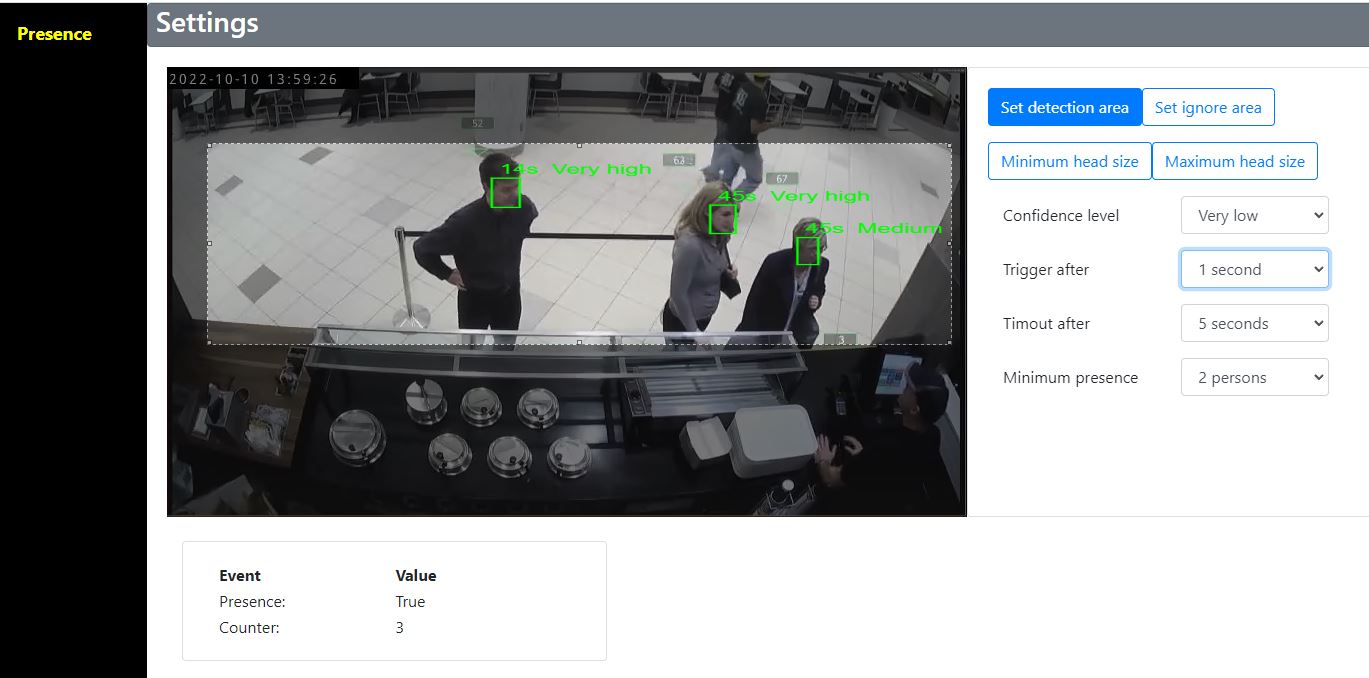 Presence
Settings
2022-10-10 13:59:26
52
14s Very high
63
67
45s Very high
45s Medium
3
Set detection area
Set ignore area
Minimum head size
Maximum head size
Confidence level
Very low
Trigger after
1 second
Timout after
5 seconds
Minimum presence
2 persons
Event Value
Presence: True
Counter: 3